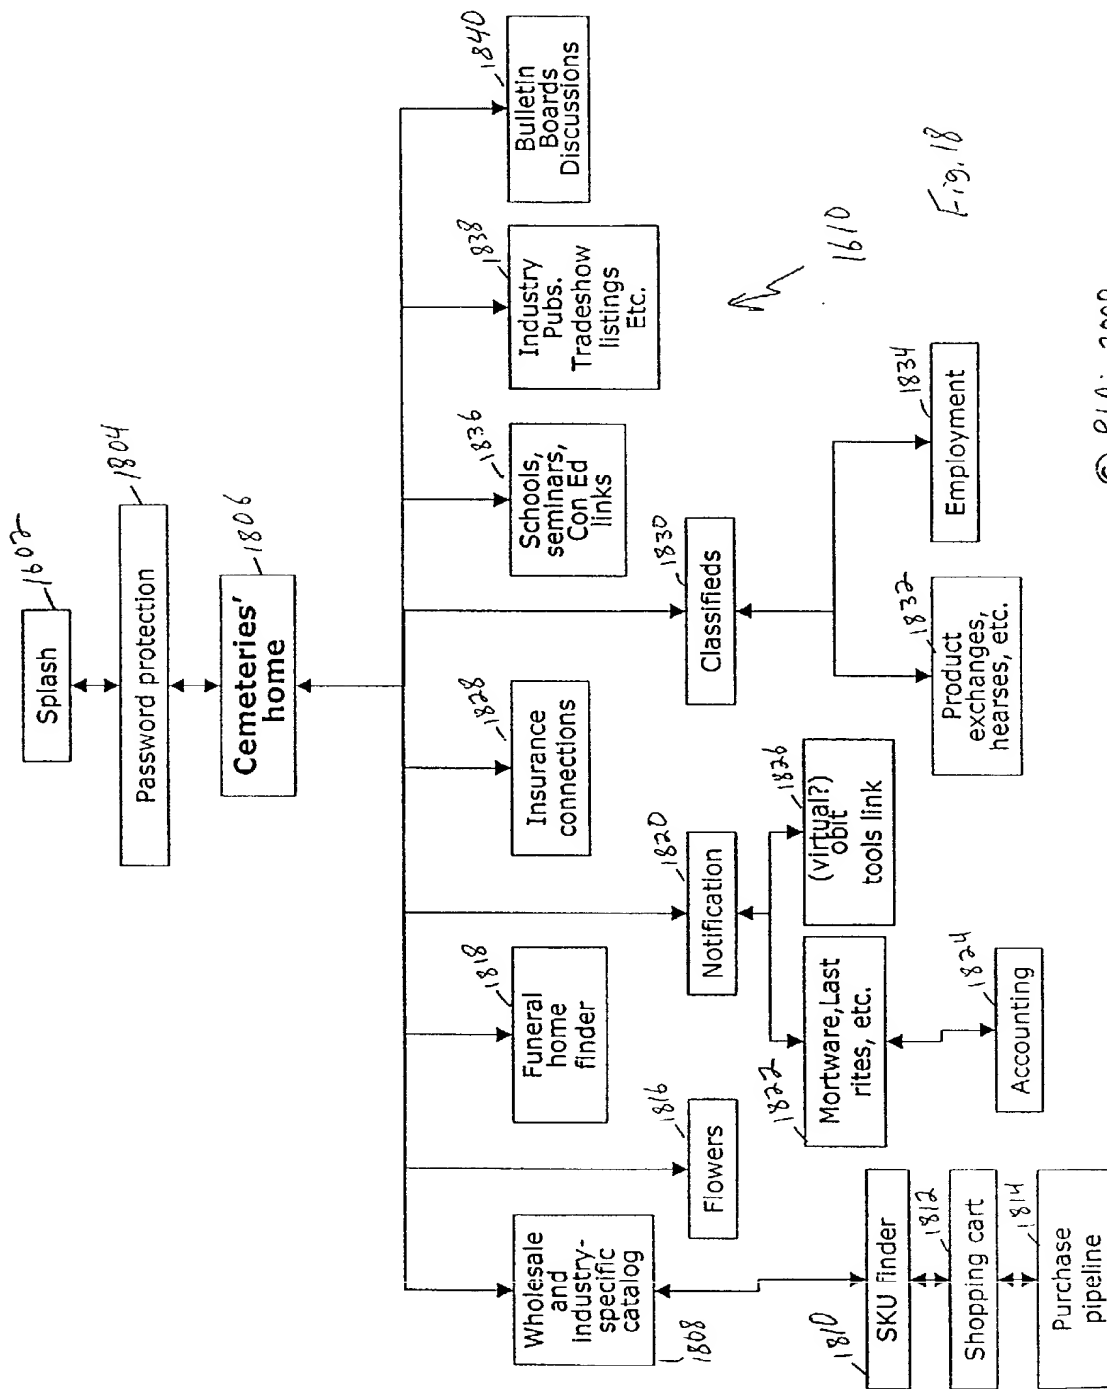 Splash
1602
Password protection
1804
Cemeteries'
home
1806
Wholesale
and
industry-
specific
catalog
1808
Flowers
1816
Funeral
home
finder
1818
Notification
1820
Insurance
connections
1828
Classifieds
1830
Schools,
seminars,
Con Ed
links
1836
Industry
Pubs.
Tradeshow
listings
Etc.
1838
Bulletin
Boards
Discussions
1840
SKU finder
1810
Shopping cart
1812
Purchase
pipeline
1814
Mortware,Last
rites, etc.
1822
Accounting
1824
(virtual?)
obit
tools link
1826
Product
exchanges,
hearses, etc.
1832
Employment
1834
1610
Fig. 18